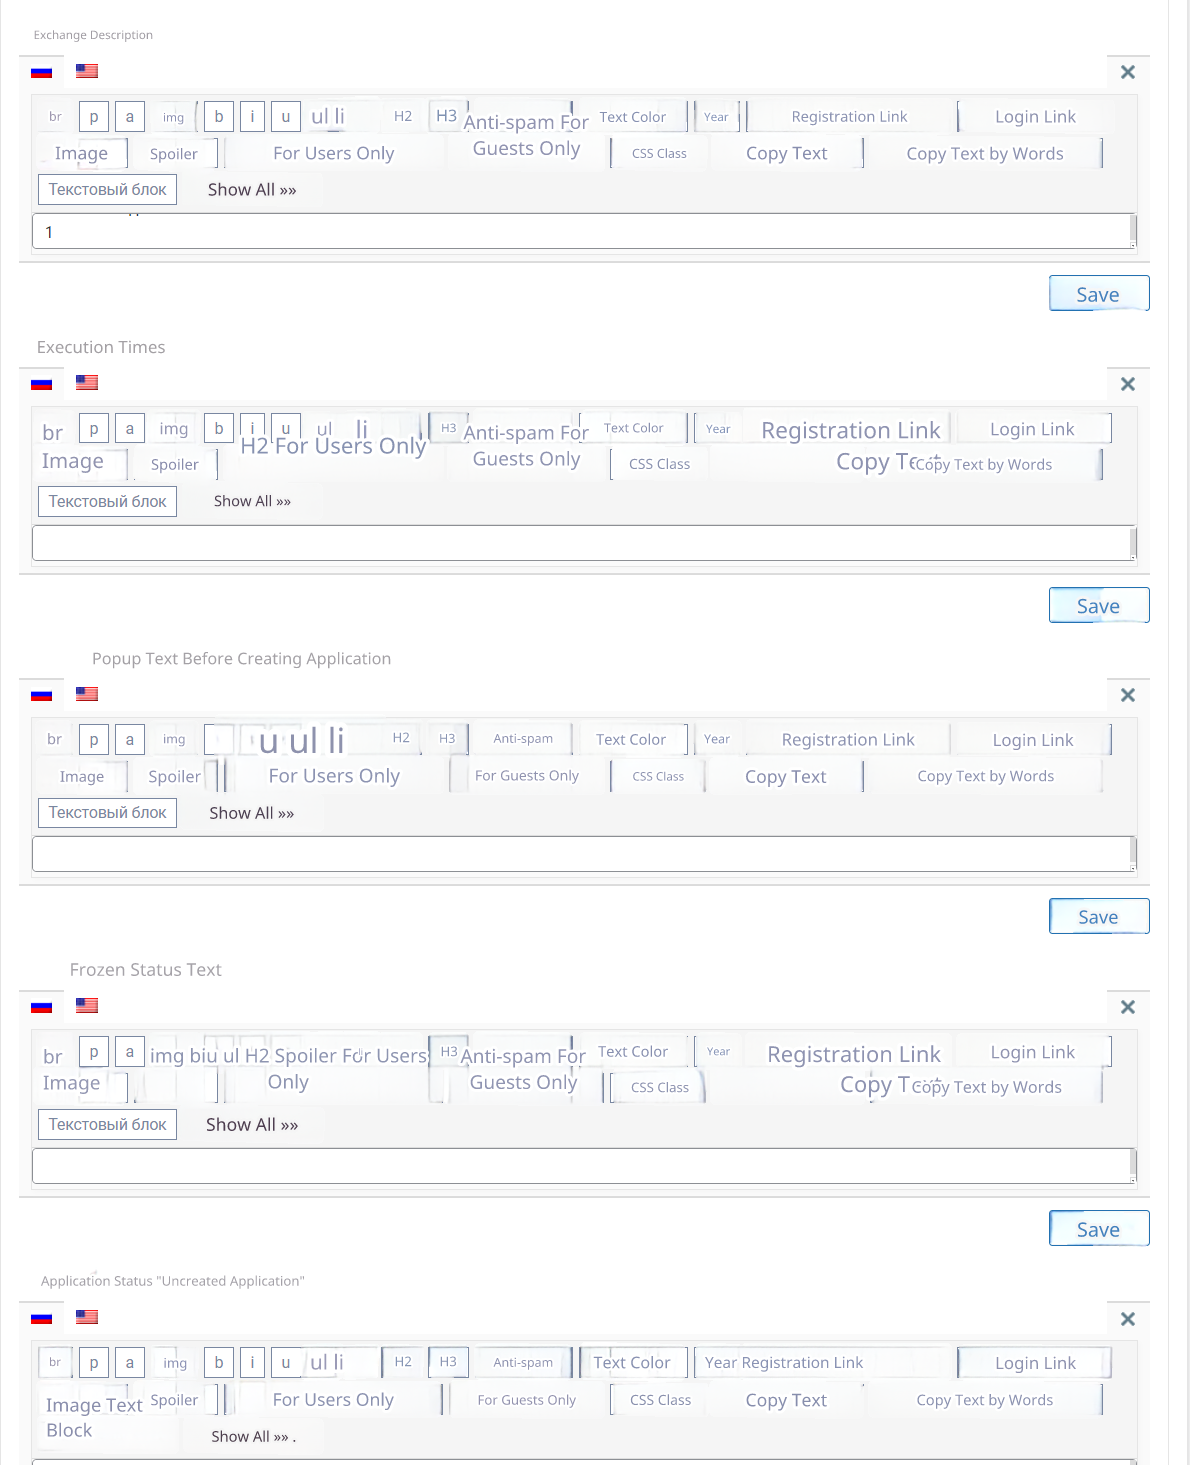 Exchange Description
br p a img b i u ul li H2 H3 Anti-spam For Guests Only Text Color Year Registration Link Login Link
Image Spoiler For Users Only CSS Class Copy Text Copy Text by Words
Текстовый блок Show All »»
1
Save
Execution Times
br p a img b i u ul li H2 For Users Only H3 Anti-spam For Guests Only Text Color Year Registration Link Login Link
Image Spoiler CSS Class Copy Text Copy Text by Words
Текстовый блок Show All »»
Save
Popup Text Before Creating Application
br p a img u ul li H2 H3 Anti-spam Text Color Year Registration Link Login Link
Image Spoiler For Users Only For Guests Only CSS Class Copy Text Copy Text by Words
Текстовый блок Show All »»
Save
Frozen Status Text
br p a img biu ul H2 Spoiler For Users Only H3 Anti-spam For Guests Only Text Color Year Registration Link Login Link
Image CSS Class Copy Text Copy Text by Words
Текстовый блок Show All »»
Save
Application Status "Uncreated Application"
br p a img b i u ul li H2 H3 Anti-spam Text Color Year Registration Link Login Link
Image Text Block Spoiler For Users Only For Guests Only CSS Class Copy Text Copy Text by Words
Show All »» .